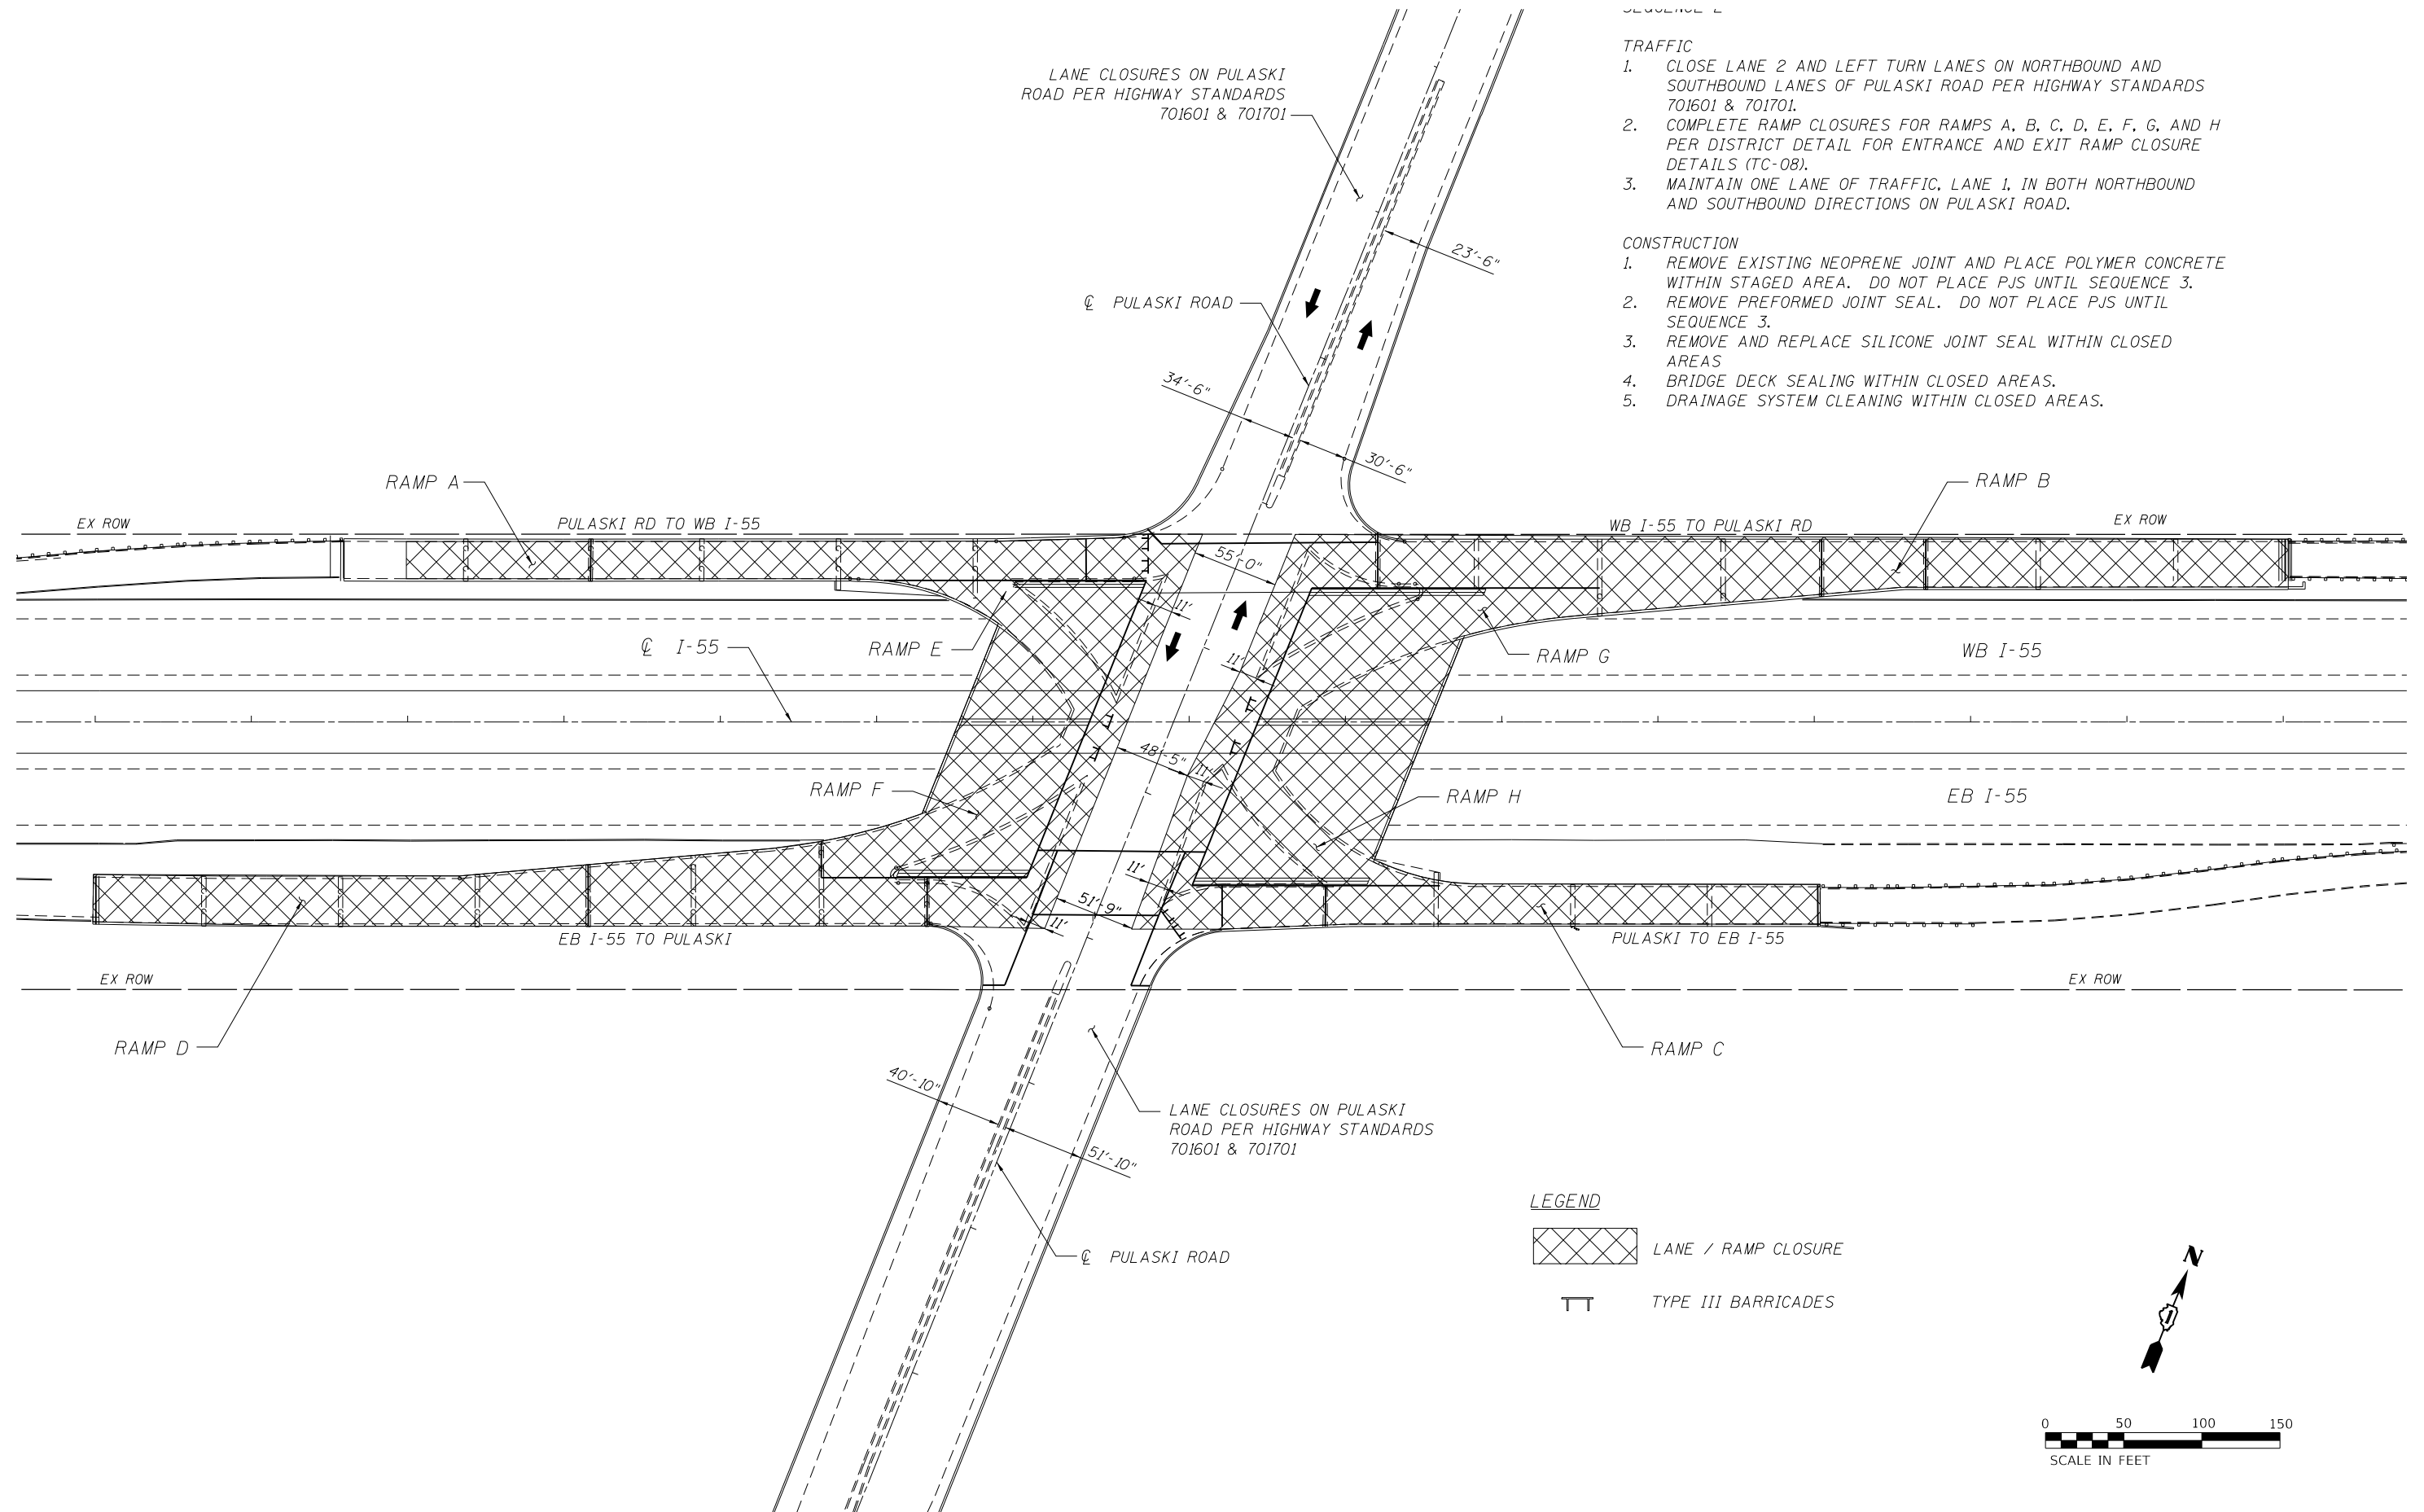 SEQUENCE 2
TRAFFIC
1. CLOSE LANE 2 AND LEFT TURN LANES ON NORTHBOUND AND
SOUTHBOUND LANES OF PULASKI ROAD PER HIGHWAY STANDARDS
701601 & 701701.
2. COMPLETE RAMP CLOSURES FOR RAMPS A, B, C, D, E, F, G, AND H
PER DISTRICT DETAIL FOR ENTRANCE AND EXIT RAMP CLOSURE
DETAILS (TC-08).
3. MAINTAIN ONE LANE OF TRAFFIC, LANE 1, IN BOTH NORTHBOUND
AND SOUTHBOUND DIRECTIONS ON PULASKI ROAD.
CONSTRUCTION
1. REMOVE EXISTING NEOPRENE JOINT AND PLACE POLYMER CONCRETE
WITHIN STAGED AREA. DO NOT PLACE PJS UNTIL SEQUENCE 3.
2. REMOVE PREFORMED JOINT SEAL. DO NOT PLACE PJS UNTIL
SEQUENCE 3.
3. REMOVE AND REPLACE SILICONE JOINT SEAL WITHIN CLOSED
AREAS
4. BRIDGE DECK SEALING WITHIN CLOSED AREAS.
5. DRAINAGE SYSTEM CLEANING WITHIN CLOSED AREAS.
LANE CLOSURES ON PULASKI
ROAD PER HIGHWAY STANDARDS
701601 & 701701
23'-6"
℄ PULASKI ROAD
34'-6"
30'-6"
RAMP A
RAMP B
EX ROW
PULASKI RD TO WB I-55
WB I-55 TO PULASKI RD
EX ROW
55'-0"
11'
℄ I-55
RAMP E
11'
RAMP G
WB I-55
48'-5"
11'
RAMP F
RAMP H
EB I-55
11'
51'-9"
11'
EB I-55 TO PULASKI
PULASKI TO EB I-55
EX ROW
EX ROW
RAMP D
RAMP C
40'-10"
51'-10"
LANE CLOSURES ON PULASKI
ROAD PER HIGHWAY STANDARDS
701601 & 701701
℄ PULASKI ROAD
LEGEND
LANE / RAMP CLOSURE
TYPE III BARRICADES
N
1
0 50 100 150
SCALE IN FEET